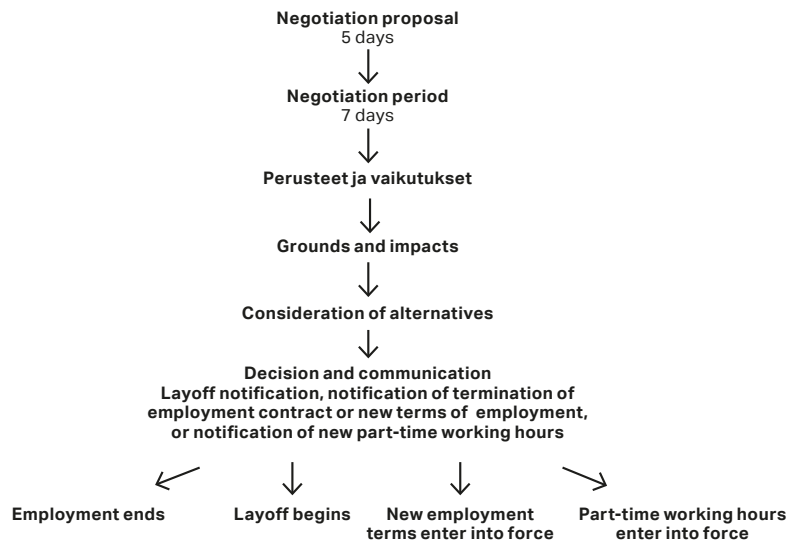 Negotiation proposal
5 days
Negotiation period
7 days
Perusteet ja vaikutukset
Grounds and impacts
Consideration of alternatives
Decision and communication
Layoff notification, notification of termination of
employment contract or new terms of employment,
or notification of new part-time working hours
Employment ends
Layoff begins
New employment
terms enter into force
Part-time working hours
enter into force